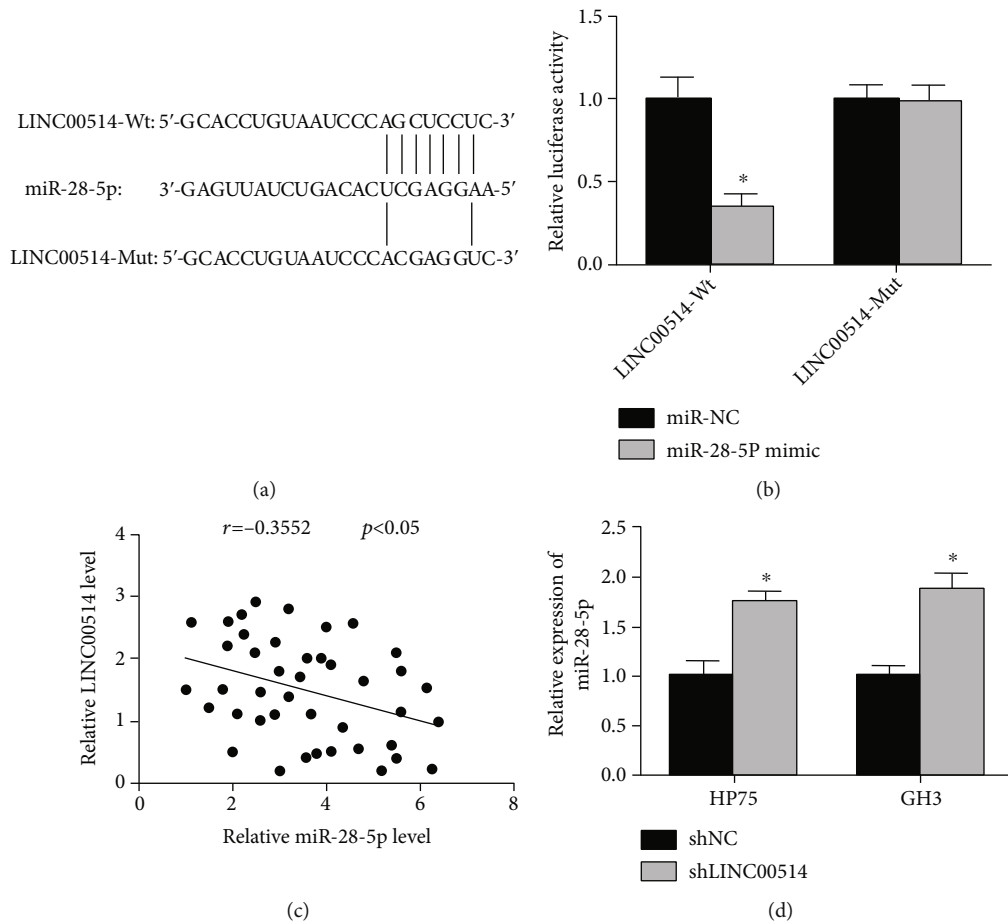 LINC00514-Wt: 5′-GCACCUGUAAUCCCAGCUCCUC-3′
miR-28-5p: 3′-GAGUUAUCUGACACUCGAGGAA-5′
LINC00514-Mut: 5′-GCACCUGUAAUCCCACGAGGUC-3′
(a)
Relative luciferase activity
1.5
1.0
0.5
0.0
*
LINC00514-Wt
LINC00514-Mut
miR-NC
miR-28-5P mimic
(b)
r=–0.3552 p<0.05
Relative LINC00514 level
4
3
2
1
0
0 2 4 6 8
Relative miR-28-5p level
(c)
Relative expression of
miR-28-5p
2.5
2.0
1.5
1.0
0.5
0.0
* *
HP75 GH3
shNC
shLINC00514
(d)